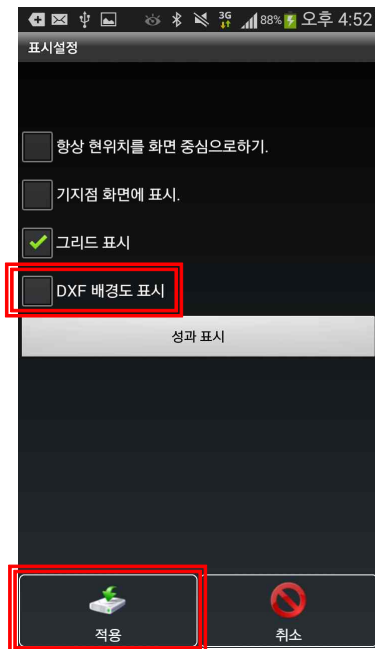 3G 88% 오후 4:52
표시설정
항상 현위치를 화면 중심으로하기.
기지점 화면에 표시.
그리드 표시
DXF 배경도 표시
성과 표시
적용
취소